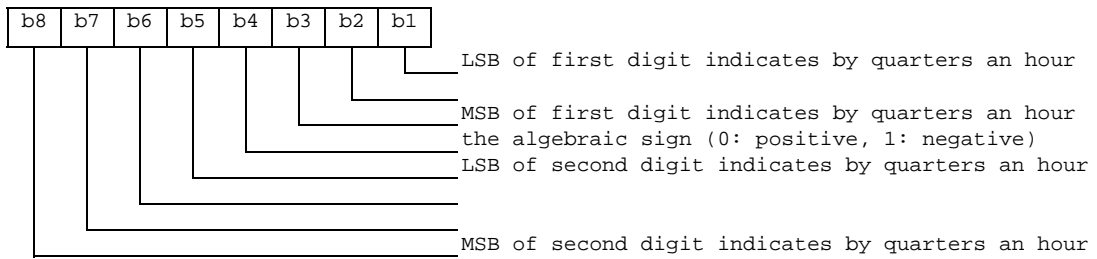 b8 b7 b6 b5 b4 b3 b2 b1
LSB of first digit indicates by quarters an hour
MSB of first digit indicates by quarters an hour
the algebraic sign (0: positive, 1: negative)
LSB of second digit indicates by quarters an hour
MSB of second digit indicates by quarters an hour